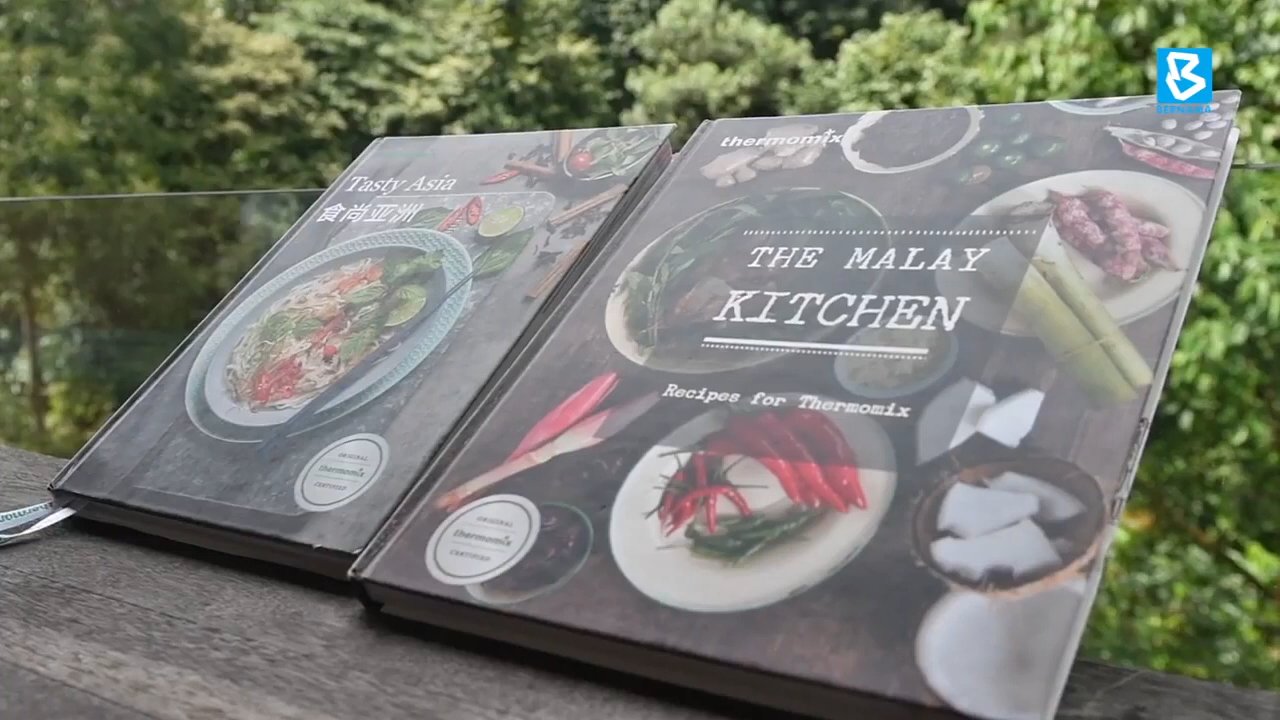 Tasty Asia
食尚亚洲
ORIGINAL
thermomix
CERTIFIED
thermomix
THE MALAY
KITCHEN
Recipes for Thermomix
ORIGINAL
thermomix
CERTIFIED
BERNAMA